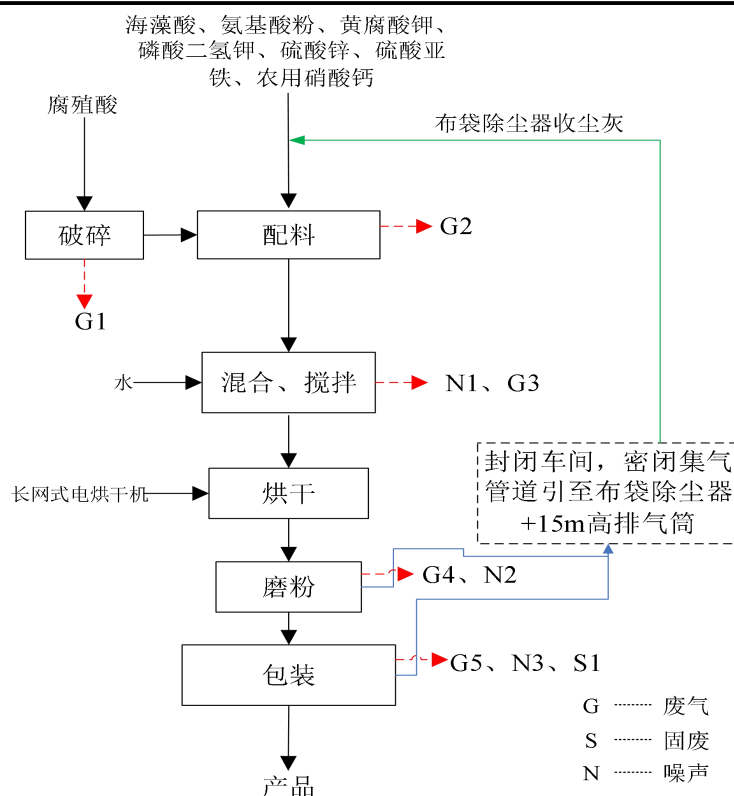 海藻酸、氨基酸粉、黄腐酸钾、
磷酸二氢钾、硫酸锌、硫酸亚
铁、农用硝酸钙
腐殖酸
布袋除尘器收尘灰
破碎
配料
G2
G1
水
混合、搅拌
N1、G3
封闭车间，密闭集气
管道引至布袋除尘器
+15m高排气筒
长网式电烘干机
烘干
磨粉
G4、N2
包装
G5、N3、S1
G ········ 废气
S ········ 固废
N ········ 噪声
产品